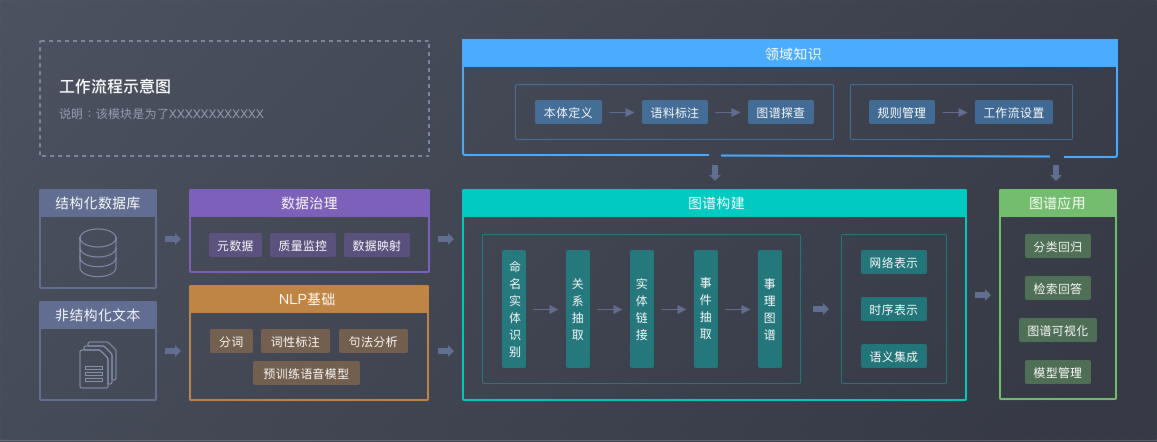 工作流程示意图
说明：该模块是为了XXXXXXXXXXXX
领域知识
本体定义
语料标注
图谱探查
规则管理
工作流设置
结构化数据库
非结构化文本
数据治理
元数据
质量监控
数据映射
NLP基础
分词
词性标注
句法分析
预训练语音模型
图谱构建
命名实体识别
关系抽取
实体链接
事件抽取
事理图谱
网络表示
时序表示
语义集成
图谱应用
分类回归
检索回答
图谱可视化
模型管理